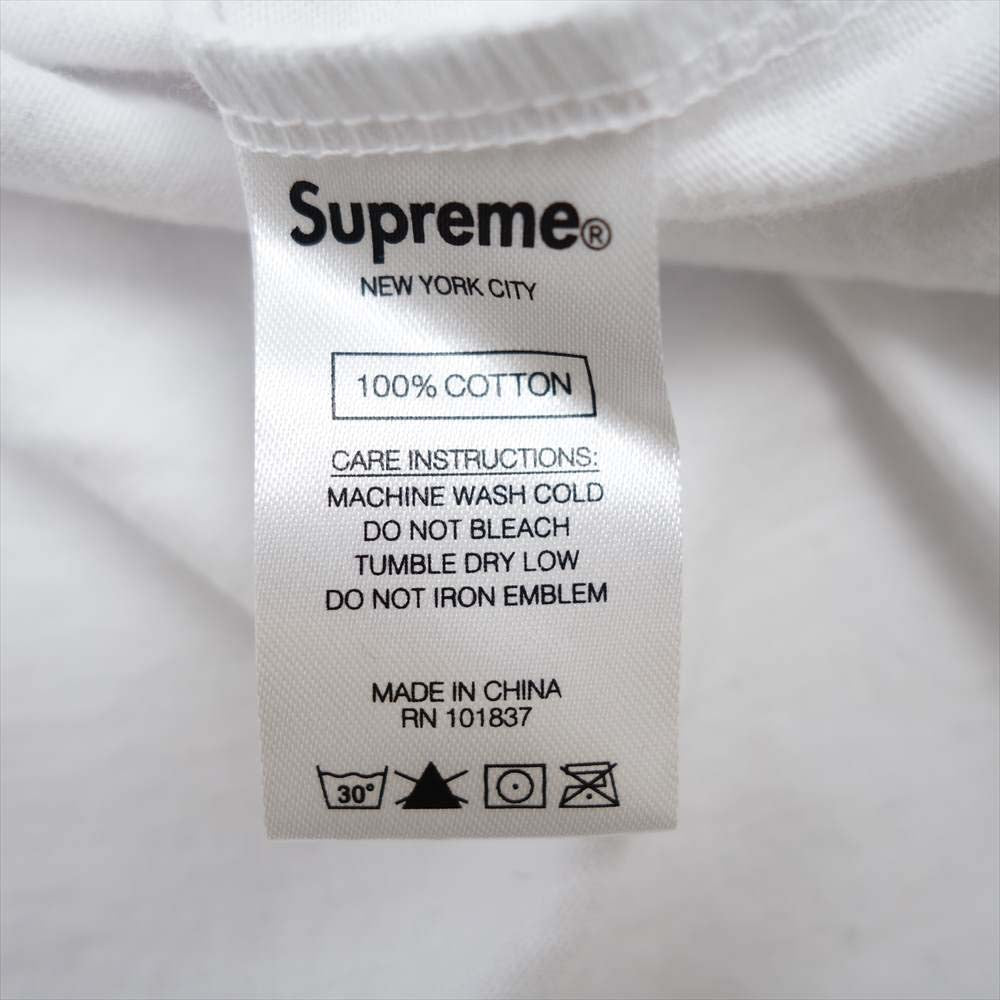 Supreme®
NEW YORK CITY
100% COTTON
CARE INSTRUCTIONS:
MACHINE WASH COLD
DO NOT BLEACH
TUMBLE DRY LOW
DO NOT IRON EMBLEM
MADE IN CHINA
RN 101837
30°